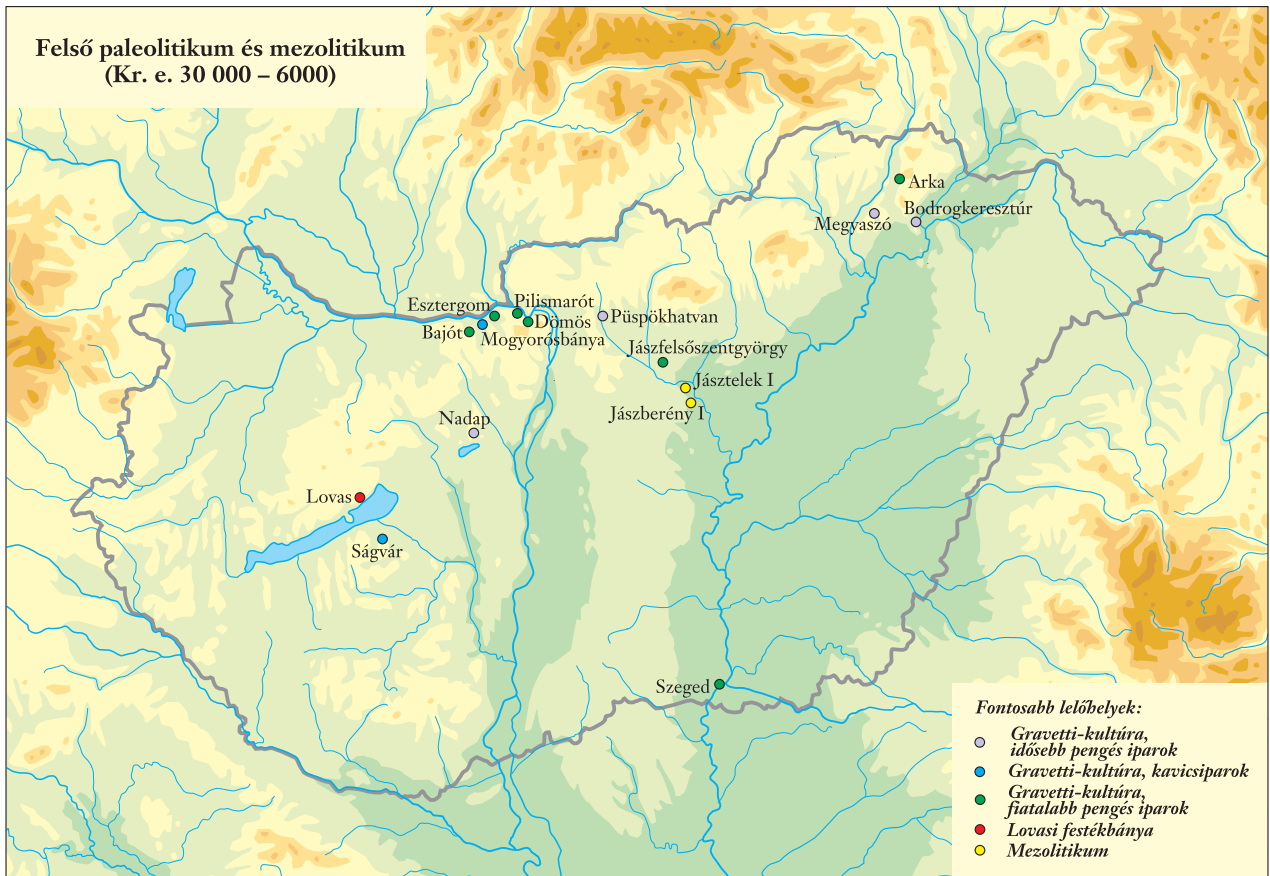 Felső paleolitikum és mezolitikum
(Kr. e. 30 000 – 6000)
Arka
Bodrogkeresztúr
Megyaszó
Esztergom
Pilismarót
Püspökhatvan
Dömös
Bajót
Mogyorósbánya
Jászfelsőszentgyörgy
Jásztelek I
Jászberény I
Nadap
Lovas
Ságvár
Szeged
Fontosabb lelőhelyek:
Gravetti-kultúra,
idősebb pengés iparok
Gravetti-kultúra, kavicsiparok
Gravetti-kultúra,
fiatalabb pengés iparok
Lovasi festékbánya
Mezolitikum